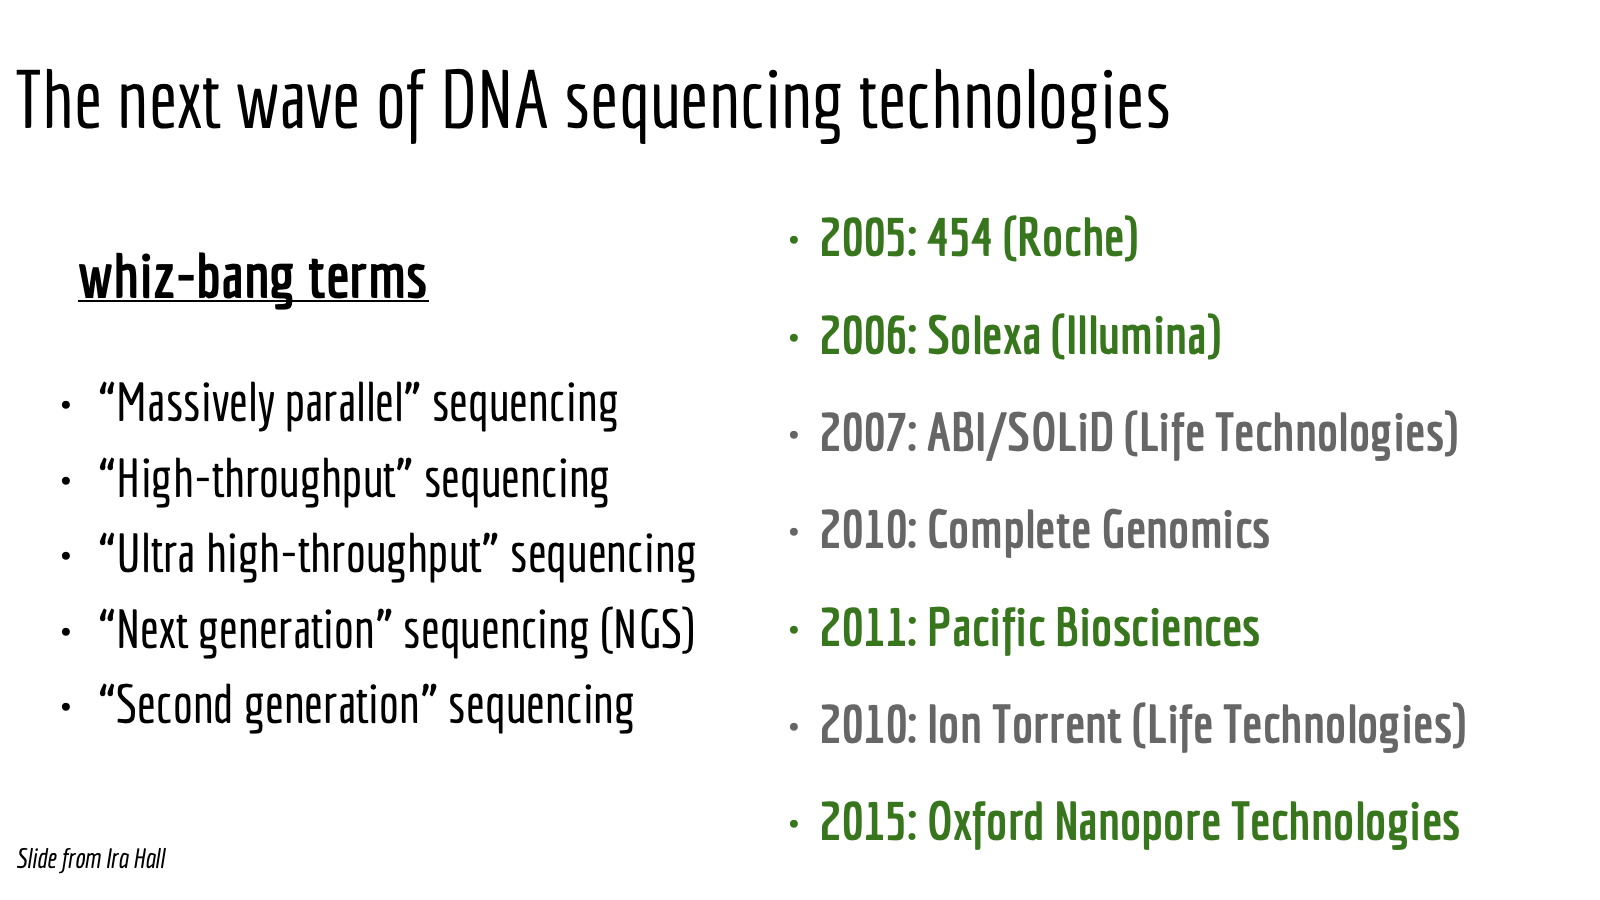 The next wave of DNA sequencing technologies
whiz-bang terms
• “Massively parallel” sequencing
• “High-throughput” sequencing
• “Ultra high-throughput” sequencing
• “Next generation” sequencing (NGS)
• “Second generation” sequencing
• 2005: 454 (Roche)
• 2006: Solexa (Illumina)
• 2007: ABI/SOLiD (Life Technologies)
• 2010: Complete Genomics
• 2011: Pacific Biosciences
• 2010: Ion Torrent (Life Technologies)
• 2015: Oxford Nanopore Technologies
Slide from Ira Hall